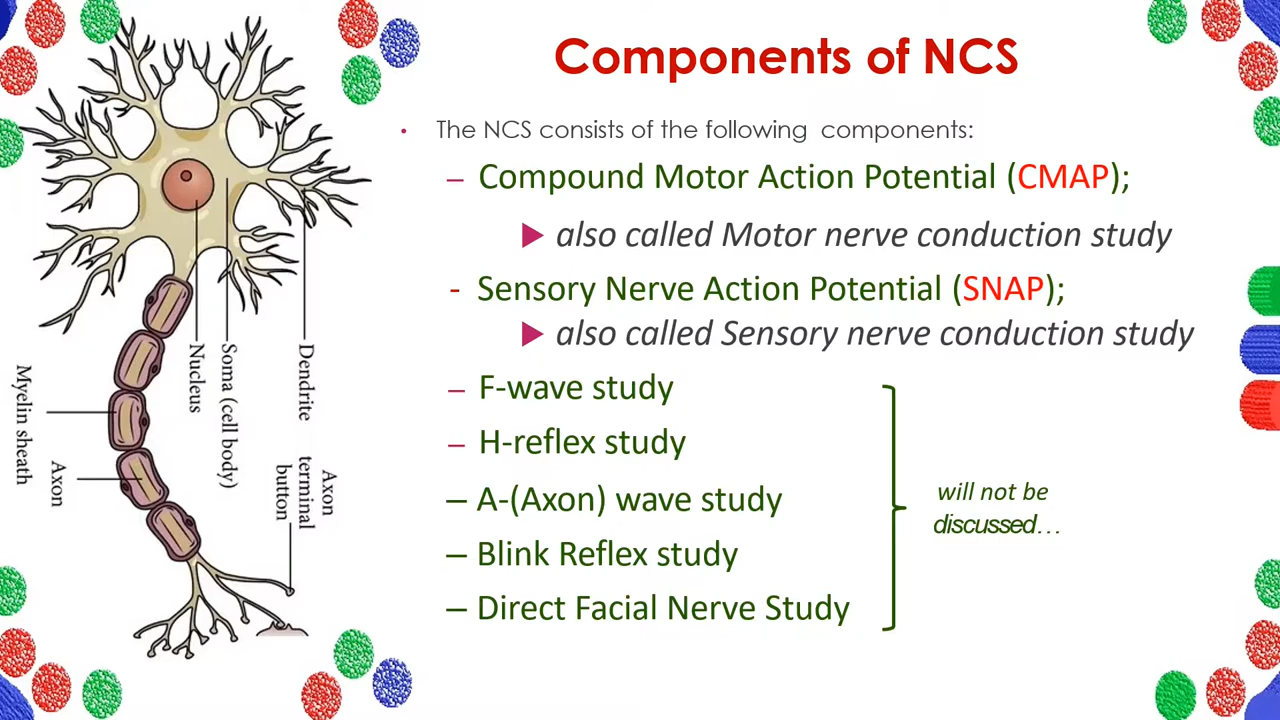 Components of NCS
• The NCS consists of the following components:
– Compound Motor Action Potential (CMAP);
▶ also called Motor nerve conduction study
- Sensory Nerve Action Potential (SNAP);
▶ also called Sensory nerve conduction study
– F-wave study
– H-reflex study
– A-(Axon) wave study
– Blink Reflex study
– Direct Facial Nerve Study
will not be
discussed…
Nucleus
Soma (cell body)
Dendrite
Myelin sheath
Axon
Axon
terminal
button